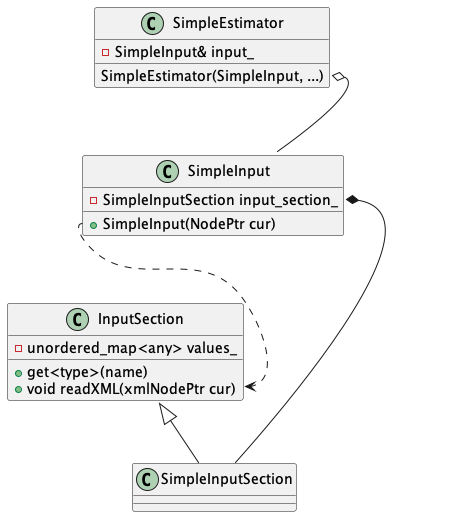 C SimpleEstimator
SimpleInput& input_
SimpleEstimator(SimpleInput, ...)
C SimpleInput
SimpleInputSection input_section_
SimpleInput(NodePtr cur)
C InputSection
unordered_map<any> values_
get<type>(name)
void readXML(xmlNodePtr cur)
C SimpleInputSection